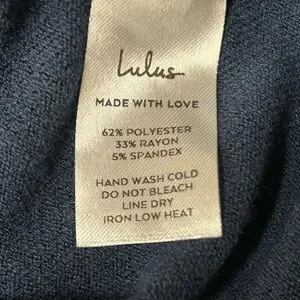 Lulus
MADE WITH LOVE
62% POLYESTER
33% RAYON
5% SPANDEX
HAND WASH COLD
DO NOT BLEACH
LINE DRY
IRON LOW HEAT